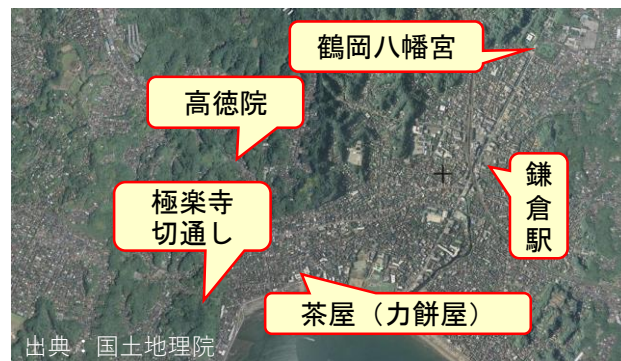 鶴岡八幡宮
高徳院
鎌倉駅
極楽寺
切通し
茶屋（力餅屋）
出典：国土地理院